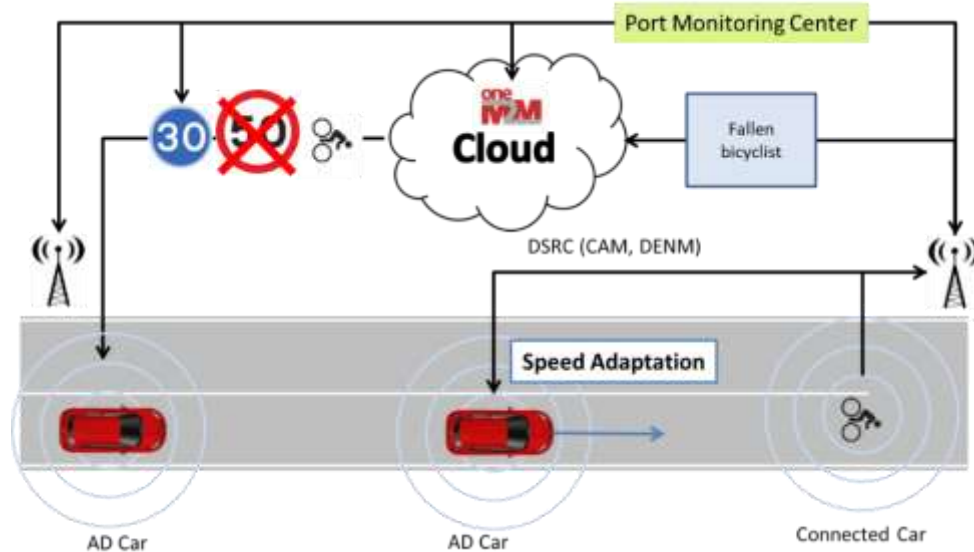 Port Monitoring Center
one
M2M
30
50
Cloud
Fallen
bicyclist
DSRC (CAM, DENM)
Speed Adaptation
AD Car
AD Car
Connected Car